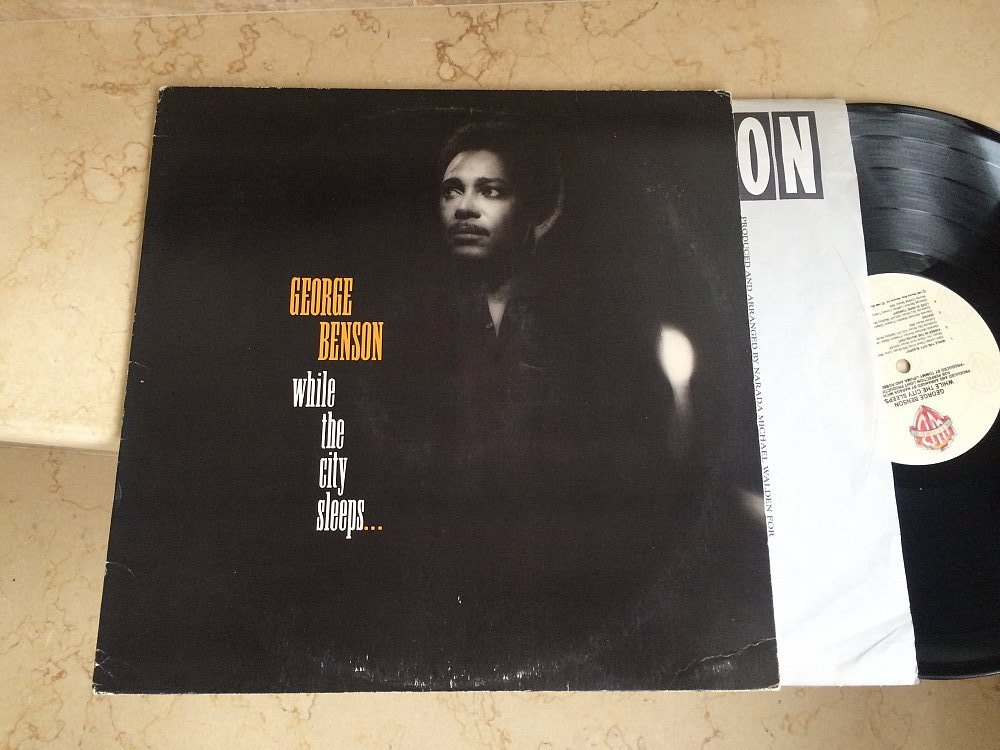 GEORGE
BENSON
while
the
city
sleeps...
ON
PRODUCED AND ARRANGED BY NARADA MICHAEL WALDEN FOR
GEORGE BENSON
WHILE THE CITY SLEEPS